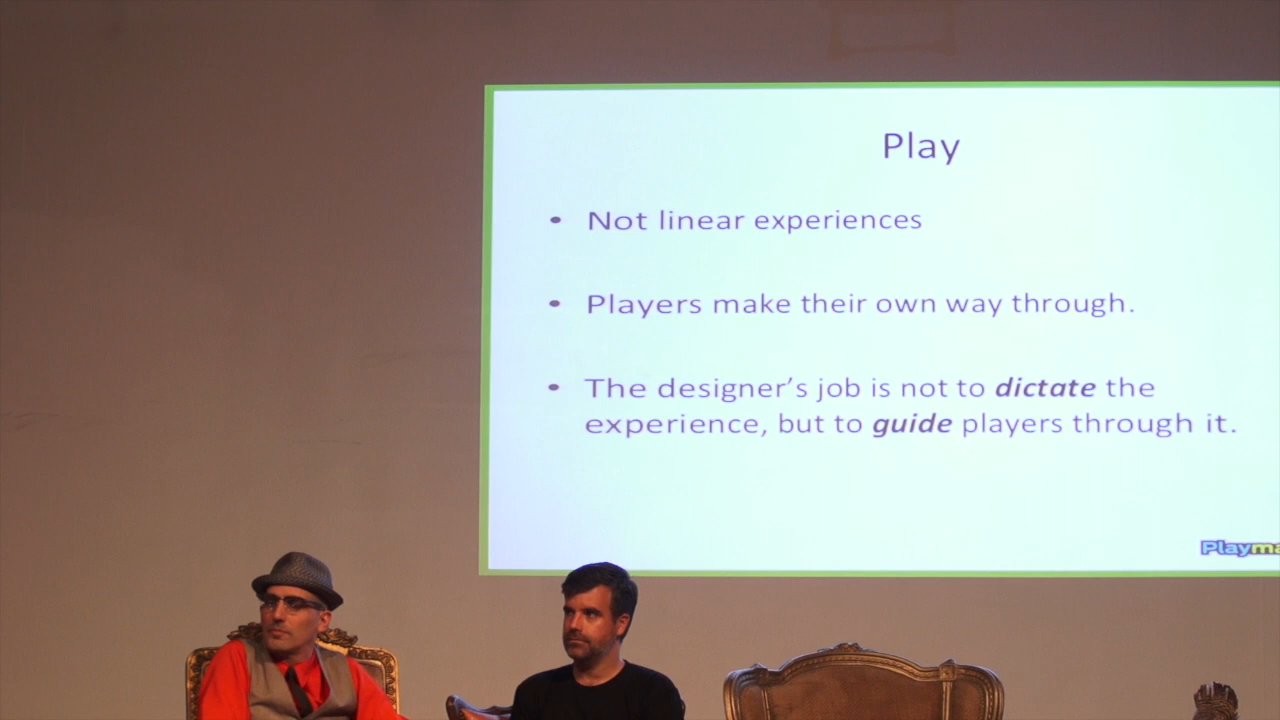 Play
• Not linear experiences
• Players make their own way through.
• The designer's job is not to dictate the
experience, but to guide players through it.
Playma